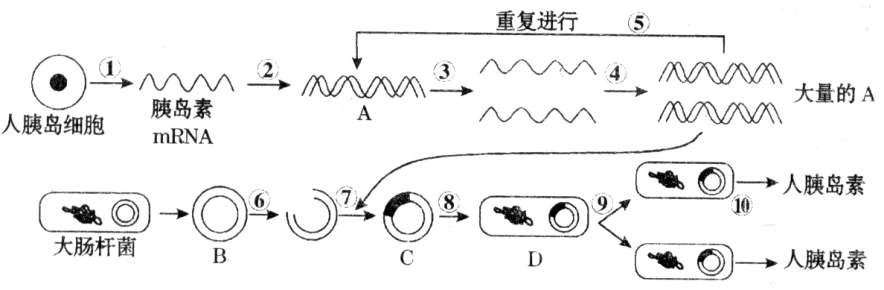 重复进行 ⑤
① ② ③ ④
人胰岛细胞
胰岛素
mRNA
A
大量的 A
⑥ ⑦ ⑧ ⑨ ⑩
大肠杆菌
B
C
D
人胰岛素
人胰岛素